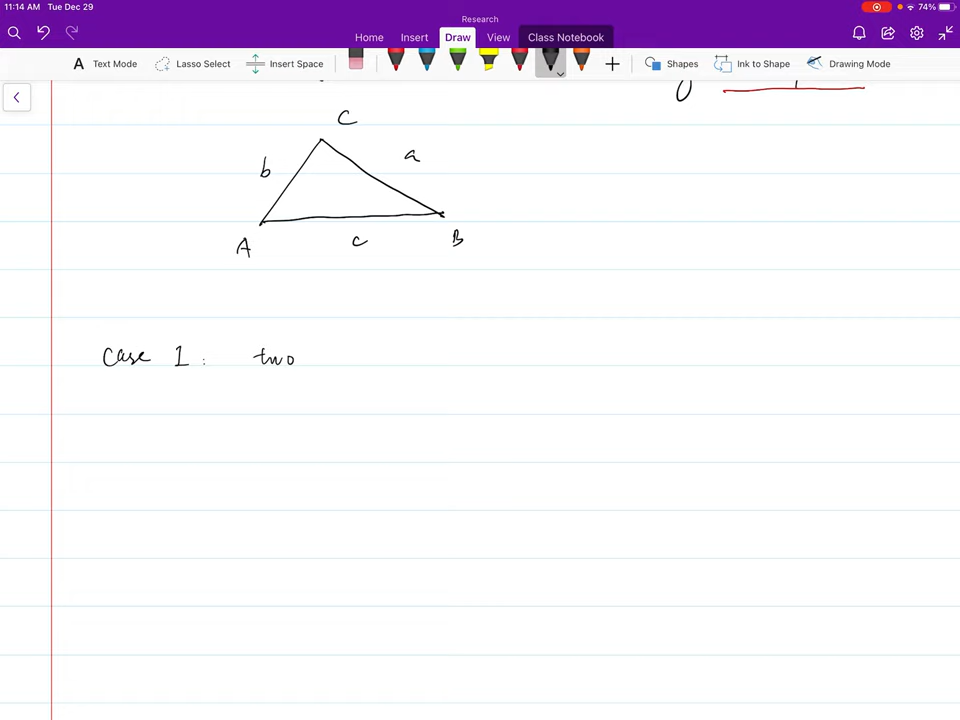 11:14 AM Tue Dec 29
74%
Research
Home Insert Draw View Class Notebook
Text Mode Lasso Select Insert Space Shapes Ink to Shape Drawing Mode
C
b a
A c B
Case 1: two